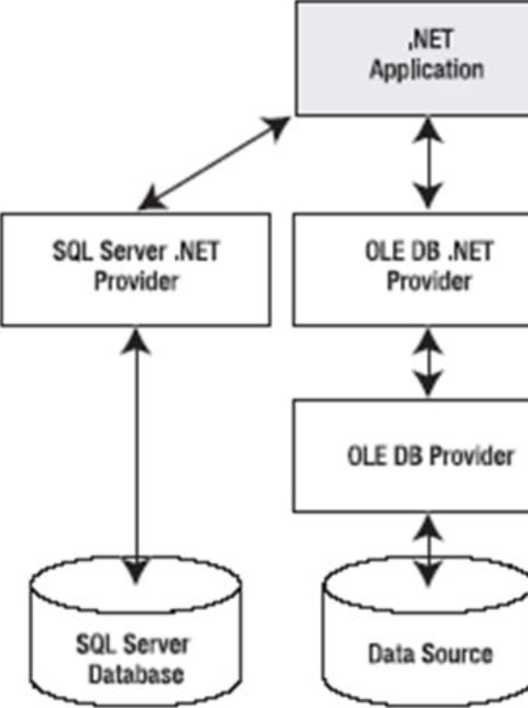 .NET
Application
SQL Server .NET
Provider
OLE DB .NET
Provider
OLE DB Provider
SQL Server
Database
Data Source